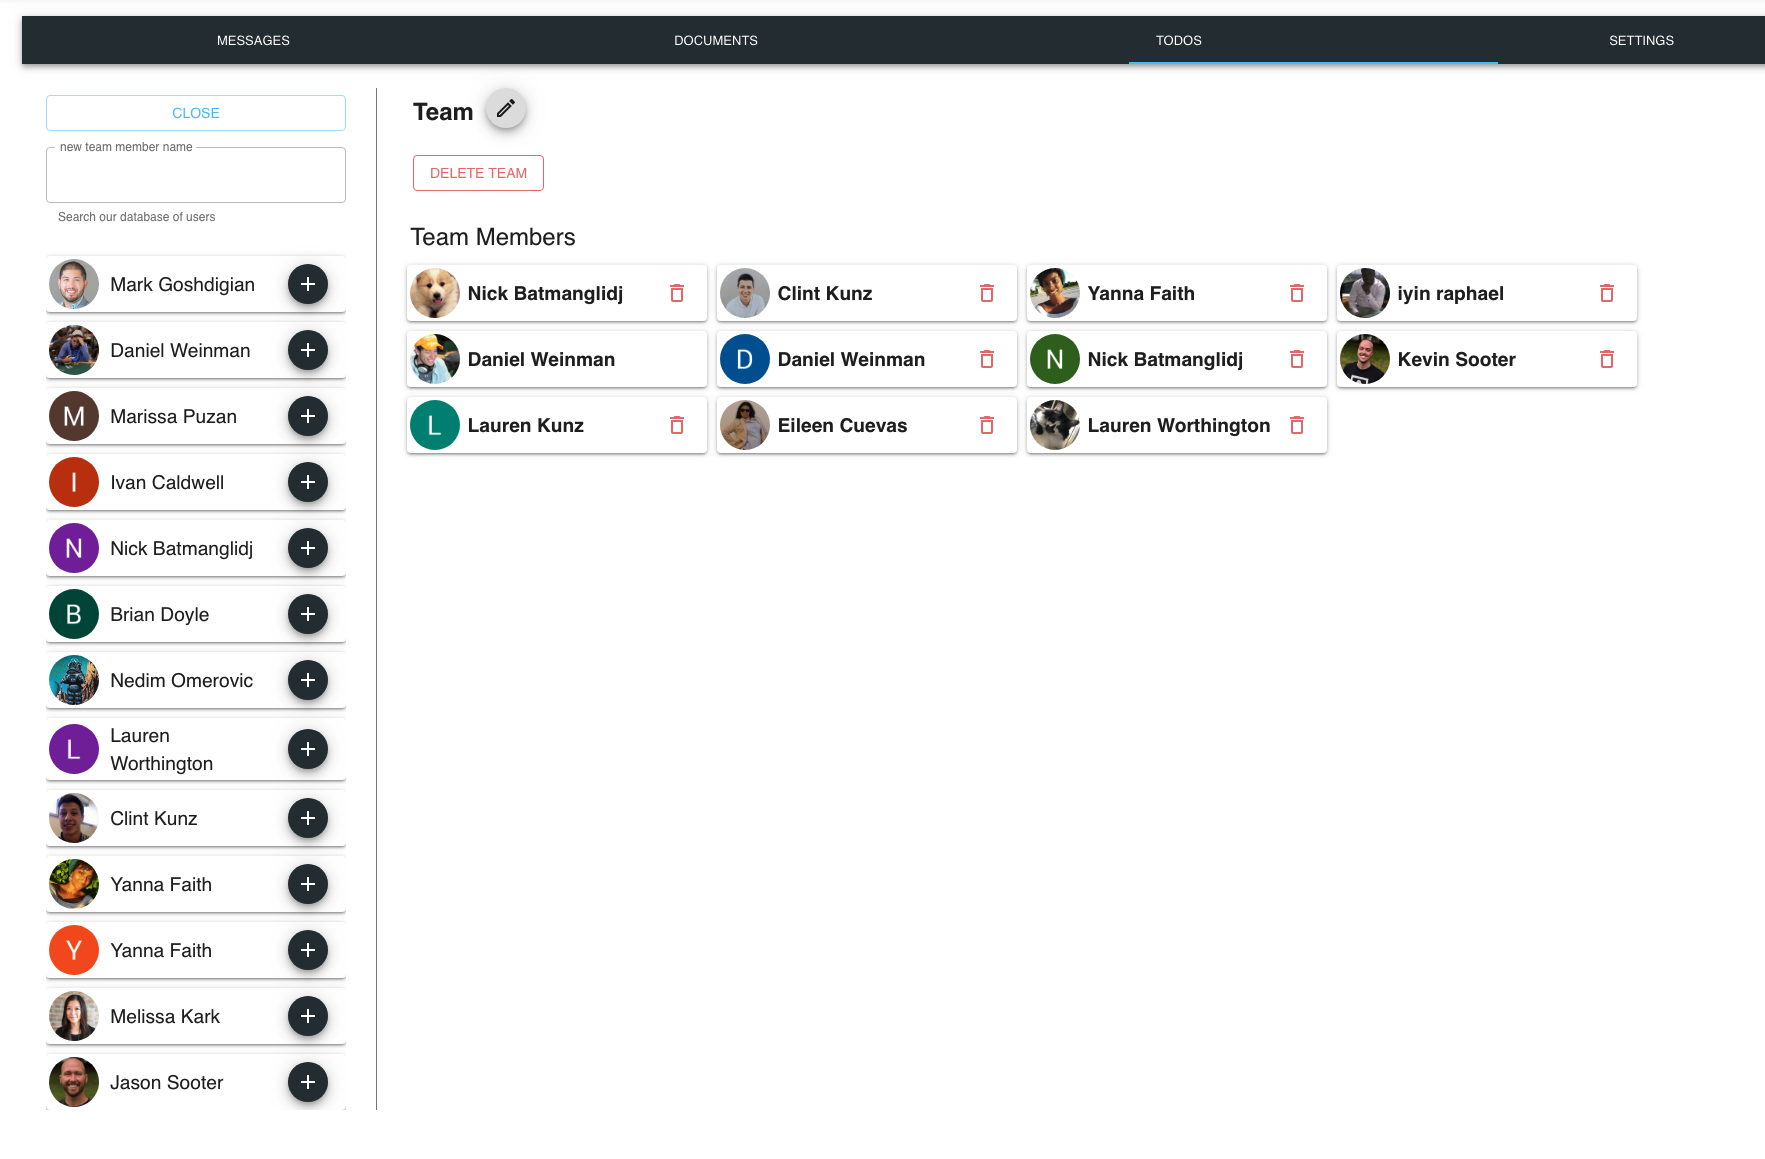 MESSAGES
DOCUMENTS
TODOS
SETTINGS
CLOSE
new team member name
Search our database of users
Mark Goshdigian
Daniel Weinman
M
Marissa Puzan
I
Ivan Caldwell
N
Nick Batmanglidj
B
Brian Doyle
Nedim Omerovic
L
Lauren
Worthington
Clint Kunz
Yanna Faith
Y
Yanna Faith
Melissa Kark
Jason Sooter
Team
DELETE TEAM
Team Members
Nick Batmanglidj
Clint Kunz
Yanna Faith
iyin raphael
Daniel Weinman
D
Daniel Weinman
N
Nick Batmanglidj
Kevin Sooter
L
Lauren Kunz
Eileen Cuevas
Lauren Worthington